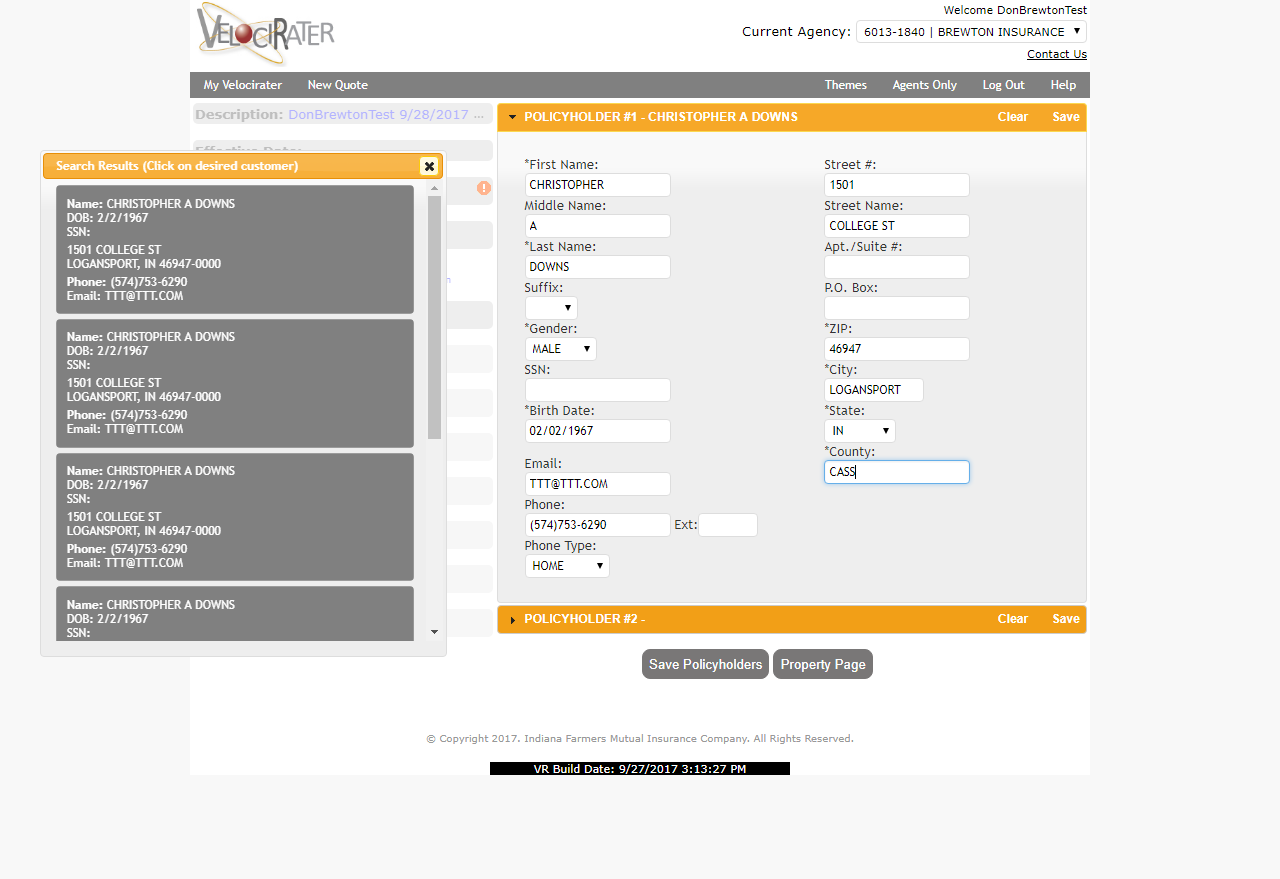 VELOCIRATER
Welcome DonBrewtonTest
Current Agency: 6013-1840 | BREWTON INSURANCE
Contact Us
My Velocirater New Quote Themes Agents Only Log Out Help
Description: DonBrewtonTest 9/28/2017 ...
Effective Date:
Search Results (Click on desired customer)
Name: CHRISTOPHER A DOWNS
DOB: 2/2/1967
SSN:
1501 COLLEGE ST
LOGANSPORT, IN 46947-0000
Phone: (574)753-6290
Email: TTT@TTT.COM
Name: CHRISTOPHER A DOWNS
DOB: 2/2/1967
SSN:
1501 COLLEGE ST
LOGANSPORT, IN 46947-0000
Phone: (574)753-6290
Email: TTT@TTT.COM
Name: CHRISTOPHER A DOWNS
DOB: 2/2/1967
SSN:
1501 COLLEGE ST
LOGANSPORT, IN 46947-0000
Phone: (574)753-6290
Email: TTT@TTT.COM
Name: CHRISTOPHER A DOWNS
DOB: 2/2/1967
SSN:
POLICYHOLDER #1 - CHRISTOPHER A DOWNS Clear Save
*First Name:
CHRISTOPHER
Middle Name:
A
*Last Name:
DOWNS
Suffix:
*Gender:
MALE
SSN:
*Birth Date:
02/02/1967
Email:
TTT@TTT.COM
Phone:
(574)753-6290 Ext:
Phone Type:
HOME
Street #:
1501
Street Name:
COLLEGE ST
Apt./Suite #:
P.O. Box:
*ZIP:
46947
*City:
LOGANSPORT
*State:
IN
*County:
CASS
POLICYHOLDER #2 - Clear Save
Save Policyholders Property Page
© Copyright 2017. Indiana Farmers Mutual Insurance Company. All Rights Reserved.
VR Build Date: 9/27/2017 3:13:27 PM